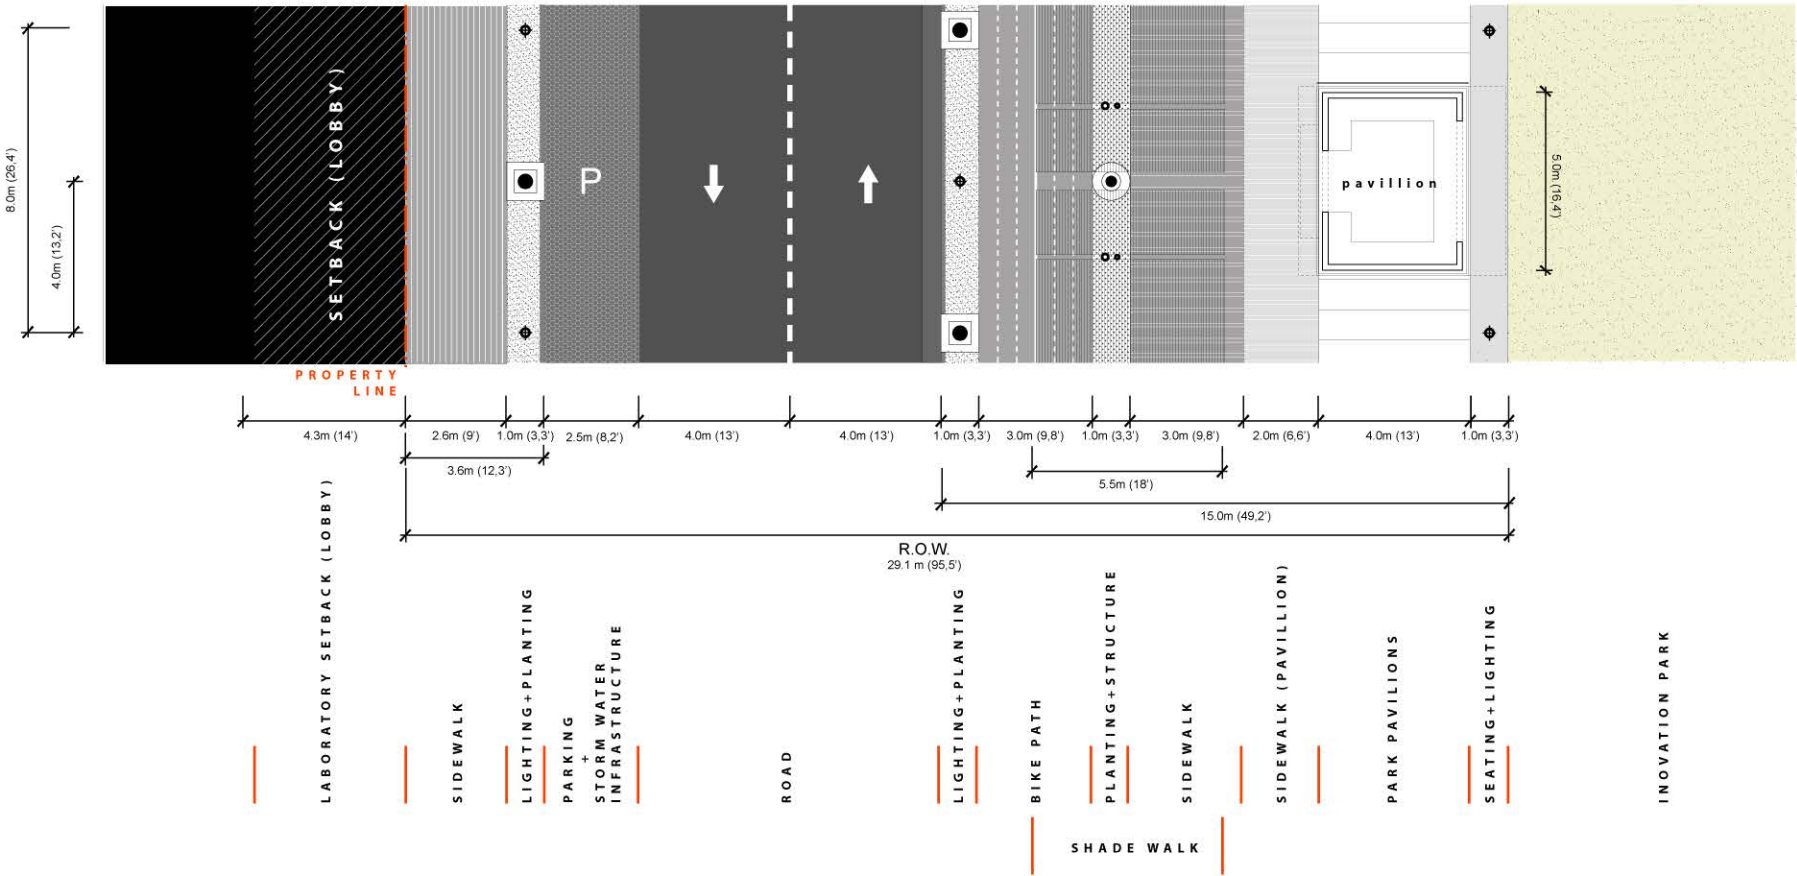 8.0m (26,4')
4.0m (13,2')
SETBACK (LOBBY)
P
pavillion
5.0m (16,4')
PROPERTY
LINE
4.3m (14')
2.6m (9')
1.0m (3,3')
2.5m (8,2')
4.0m (13')
4.0m (13')
1.0m (3,3')
3.0m (9,8')
1.0m (3,3')
3.0m (9,8')
2.0m (6,6')
4.0m (13')
1.0m (3,3')
3.6m (12,3')
5.5m (18')
15.0m (49,2')
R.O.W.
29.1 m (95,5')
LABORATORY SETBACK (LOBBY)
SIDEWALK
LIGHTING+PLANTING
PARKING
+
STORM WATER
INFRASTRUCTURE
ROAD
LIGHTING+PLANTING
BIKE PATH
PLANTING+STRUCTURE
SIDEWALK
SIDEWALK (PAVILLION)
PARK PAVILIONS
SEATING+LIGHTING
INOVATION PARK
SHADE WALK